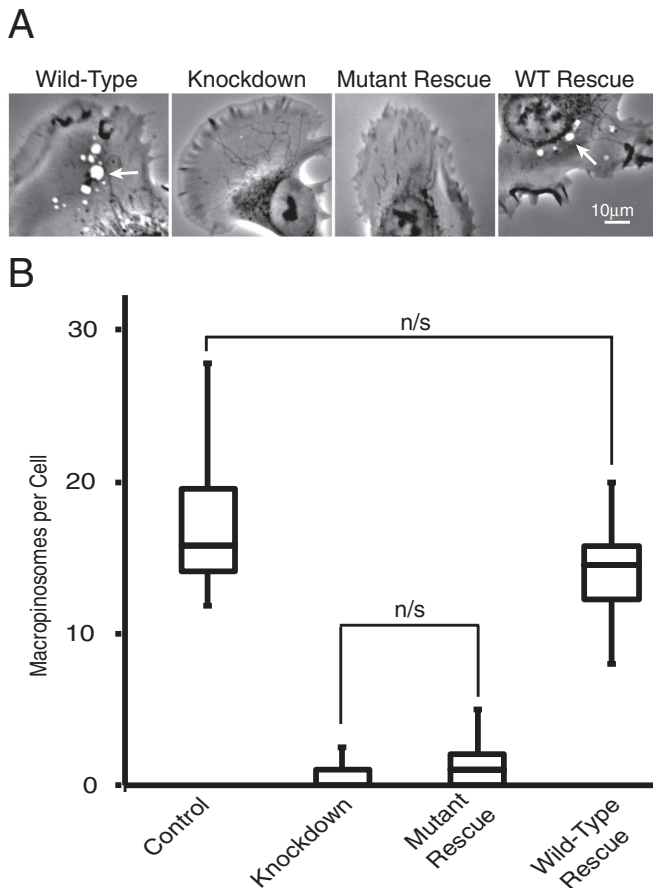 A
Wild-Type
Knockdown
Mutant Rescue
WT Rescue
10μm
B
Macropinosomes per Cell
30
20
10
0
n/s
n/s
Control
Knockdown
Mutant
Rescue
Wild-Type
Rescue